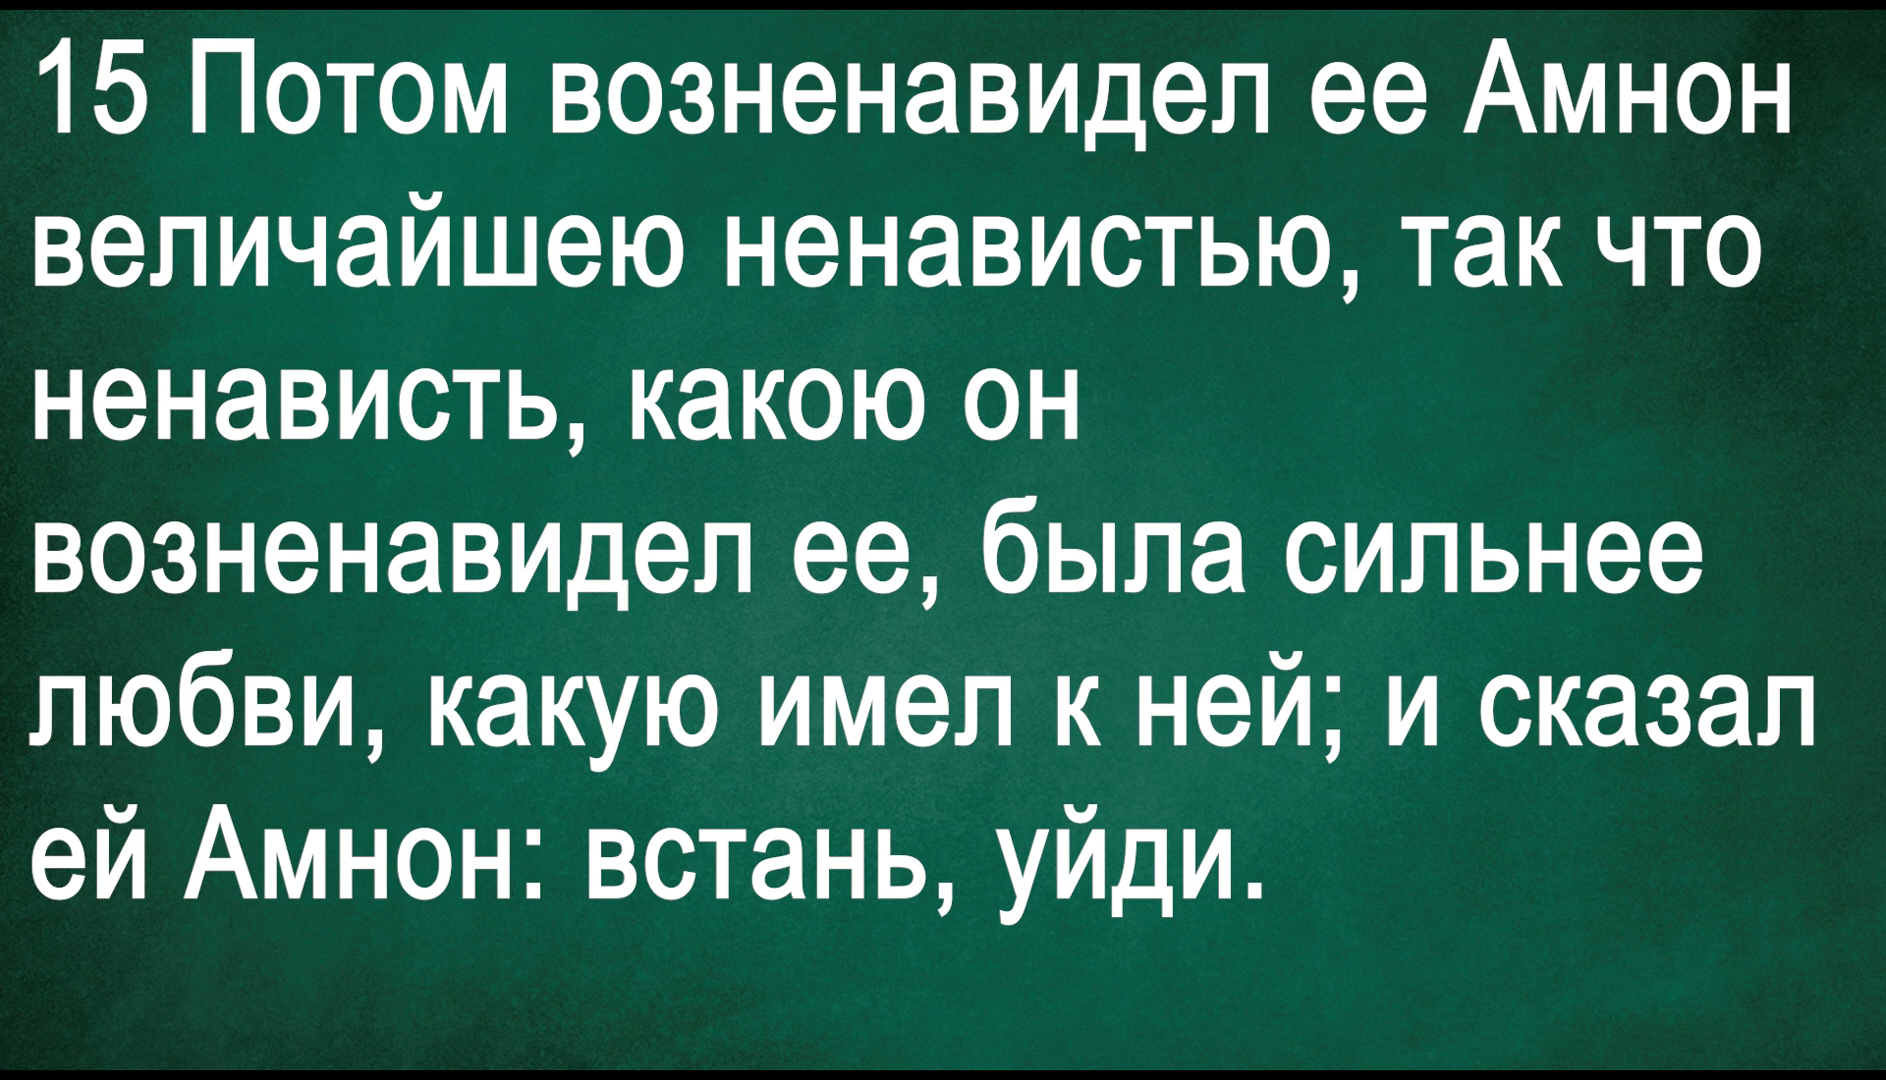 15 Потом возненавидел ее Амнон
величайшею ненавистью, так что
ненависть, какою он
возненавидел ее, была сильнее
любви, какую имел к ней; и сказал
ей Амнон: встань, уйди.